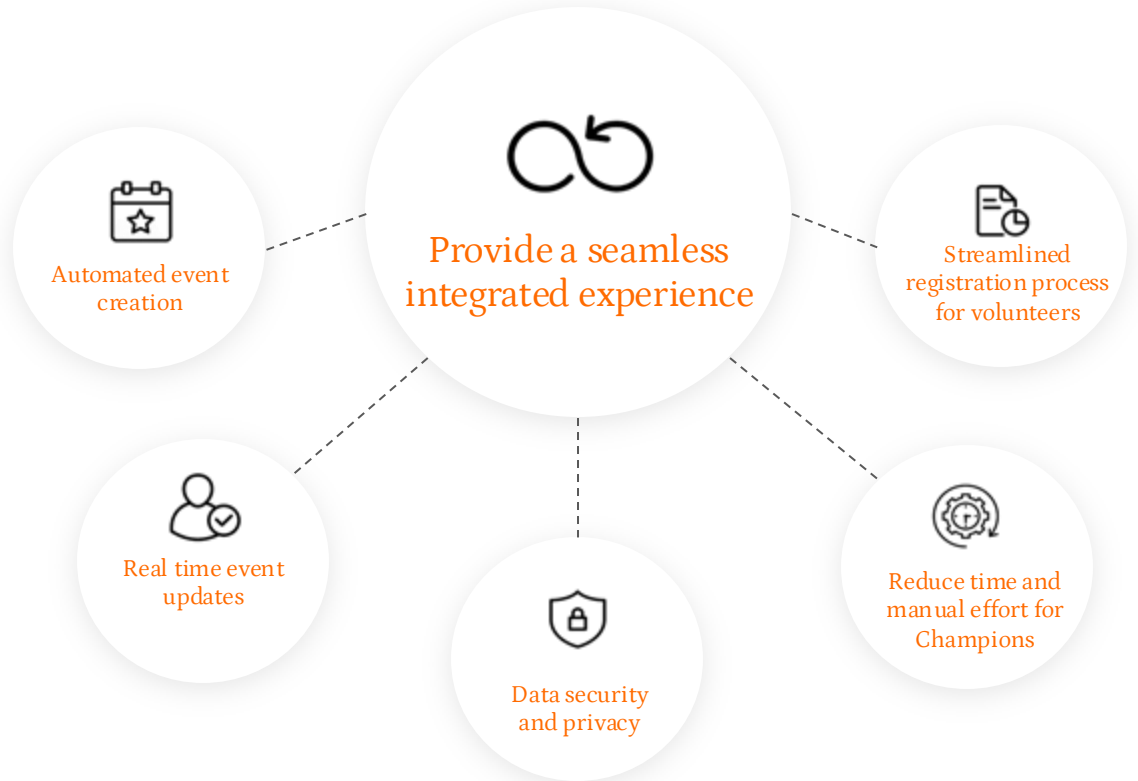 Provide a seamless
integrated experience
Automated event
creation
Streamlined
registration process
for volunteers
Real time event
updates
Reduce time and
manual effort for
Champions
Data security
and privacy